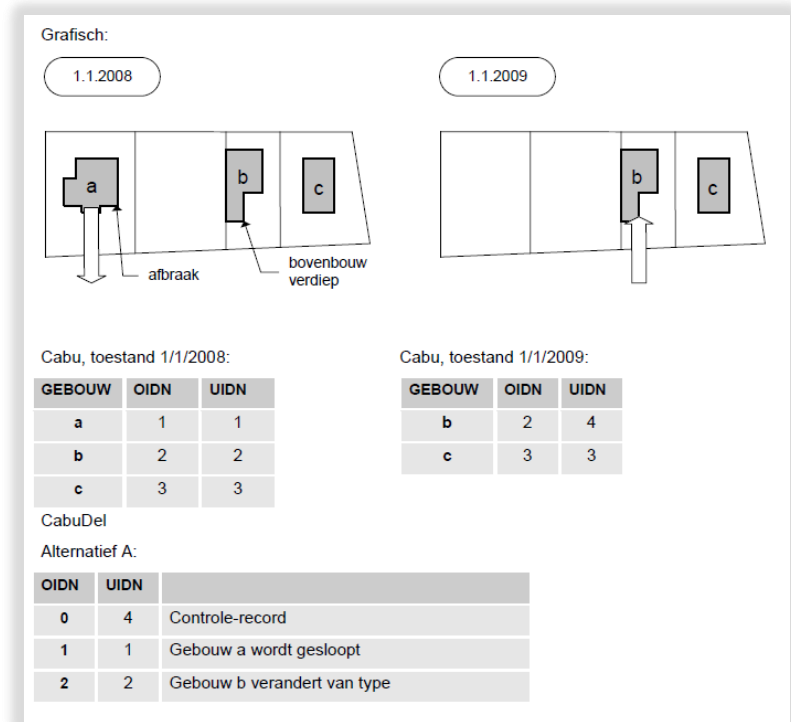 Grafisch:
1.1.2008
1.1.2009
a
b
c
b
c
afbraak
bovenbouw
verdiep
Cabu, toestand 1/1/2008:
Cabu, toestand 1/1/2009:
GEBOUW OIDN UIDN
a 1 1
b 2 2
c 3 3
GEBOUW OIDN UIDN
b 2 4
c 3 3
CabuDel
Alternatief A:
OIDN UIDN
0 4 Controle-record
1 1 Gebouw a wordt gesloopt
2 2 Gebouw b verandert van type